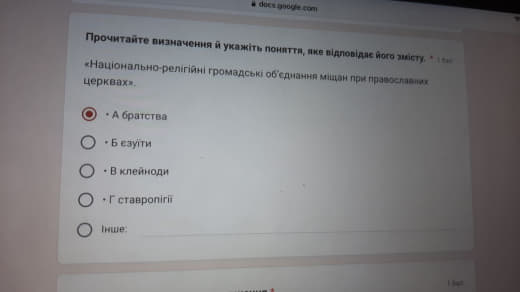 docs.google.com
Прочитайте визначення й укажіть поняття, яке відповідає його змісту. * 1 бал
«Національно-релігійні громадські об'єднання міщан при православних
церквах».
• А братства
• Б єзуїти
• В клейноди
• Г ставропігії
Інше:
1 бал